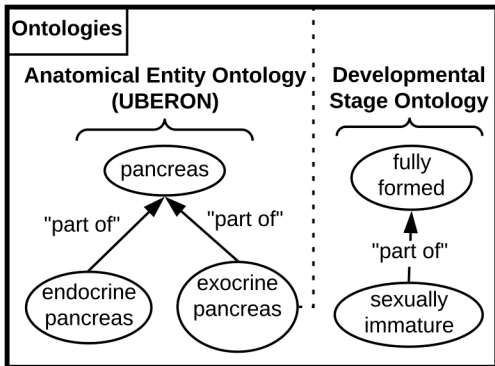 Ontologies
Anatomical Entity Ontology
(UBERON)
pancreas
"part of"
"part of"
endocrine
pancreas
exocrine
pancreas
Developmental
Stage Ontology
fully
formed
"part of"
sexually
immature